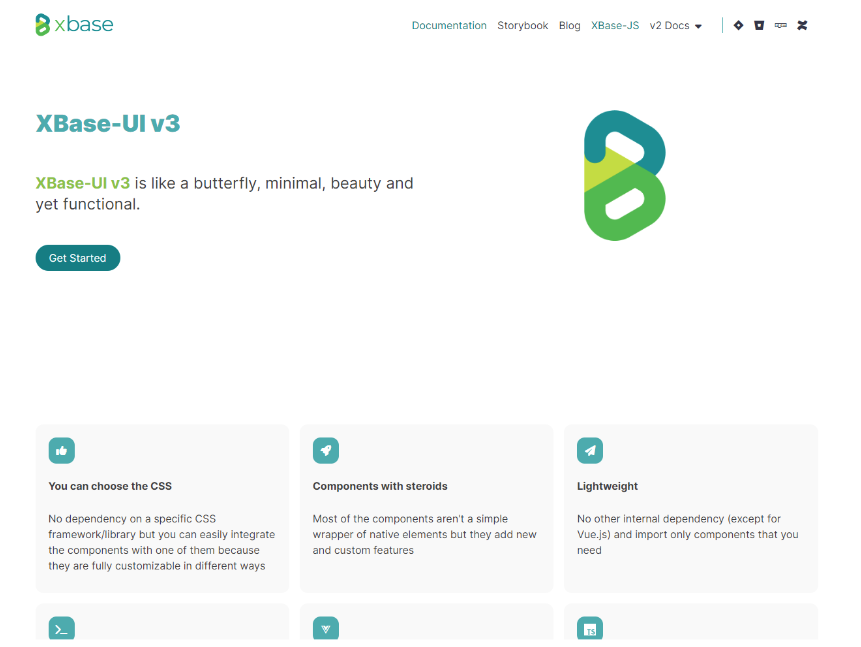 xbase
Documentation Storybook Blog XBase-JS v2 Docs
XBase-UI v3
XBase-UI v3 is like a butterfly, minimal, beauty and
yet functional.
Get Started
You can choose the CSS
No dependency on a specific CSS
framework/library but you can easily integrate
the components with one of them because
they are fully customizable in different ways
Components with steroids
Most of the components aren't a simple
wrapper of native elements but they add new
and custom features
Lightweight
No other internal dependency (except for
Vue.js) and import only components that you
need
TS